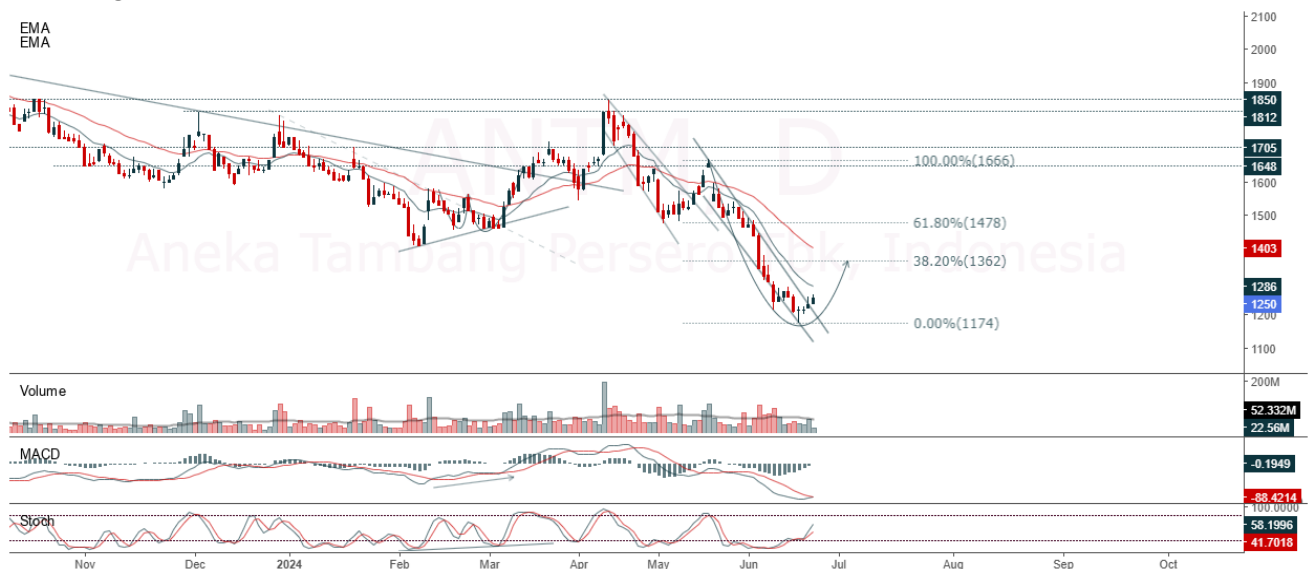 EMA
EMA
ANTM, D
Aneka Tambang Persero Tbk, Indonesia
2100
2000
1900
1850
1812
1705
1648
1600
1500
1403
1286
1250
1200
1100
100.00%(1666)
61.80%(1478)
38.20%(1362)
0.00%(1174)
Volume
200M
52.332M
22.56M
MACD
-0.1949
-88.4214
Stoch
100.0000
58.1996
41.7018
Nov Dec 2024 Feb Mar Apr May Jun Jul Aug Sep Oct